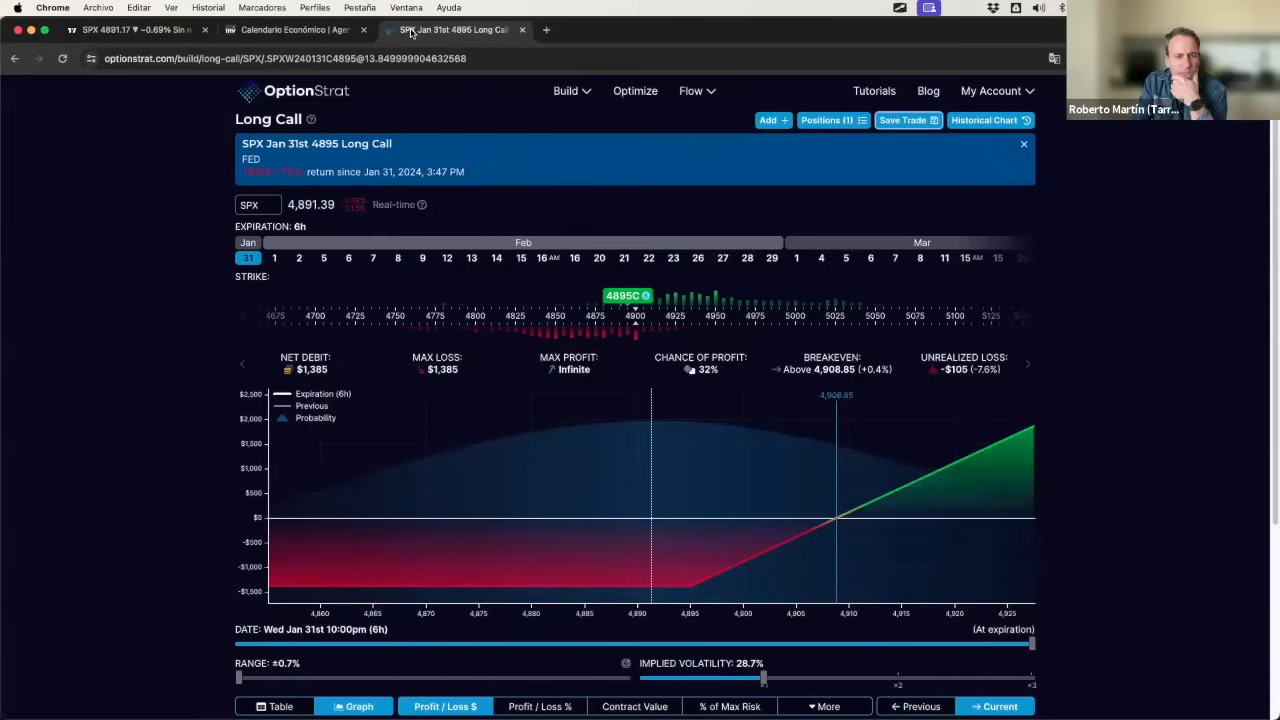 Chrome Archivo Editar Ver Historial Marcadores Perfiles Pestaña Ventana Ayuda
SPX 4891.17 ▼ −0.69% Sin n × Calendario Económico | Ager × SPX Jan 31st 4895 Long Call × +
optionstrat.com/build/long-call/SPX/.SPXW240131C4895@13.849999904632568
OptionStrat Build Optimize Flow Tutorials Blog My Account
Roberto Martín (Tarr...
Long Call
Add + Positions (1) Save Trade Historical Chart
SPX Jan 31st 4895 Long Call ×
FED
return since Jan 31, 2024, 3:47 PM
SPX 4,891.39 Real-time
EXPIRATION: 6h
Jan Feb Mar
31 1 2 5 6 7 8 9 12 13 14 15 16 AM 16 20 21 22 23 26 27 28 29 1 4 5 6 7 8 11 15 AM 15
STRIKE:
4895C
4675 4700 4725 4750 4775 4800 4825 4850 4875 4900 4925 4950 4975 5000 5025 5050 5075 5100 5125
NET DEBIT: MAX LOSS: MAX PROFIT: CHANCE OF PROFIT: BREAKEVEN: UNREALIZED LOSS:
$1,385 $1,385 Infinite 32% Above 4,908.85 (+0.4%) -$105 (-7.6%)
$2,500 Expiration (6h) 4,908.85
Previous
$2,000 Probability
$1,500
$1,000
$500
$0
-$500
-$1,000
-$1,500
4,860 4,865 4,870 4,875 4,880 4,885 4,890 4,895 4,900 4,905 4,910 4,915 4,920 4,925
DATE: Wed Jan 31st 10:00pm (6h) (At expiration)
RANGE: ±0.7% IMPLIED VOLATILITY: 28.7%
×1 ×2 ×3
Table Graph Profit / Loss $ Profit / Loss % Contract Value % of Max Risk More Previous Current